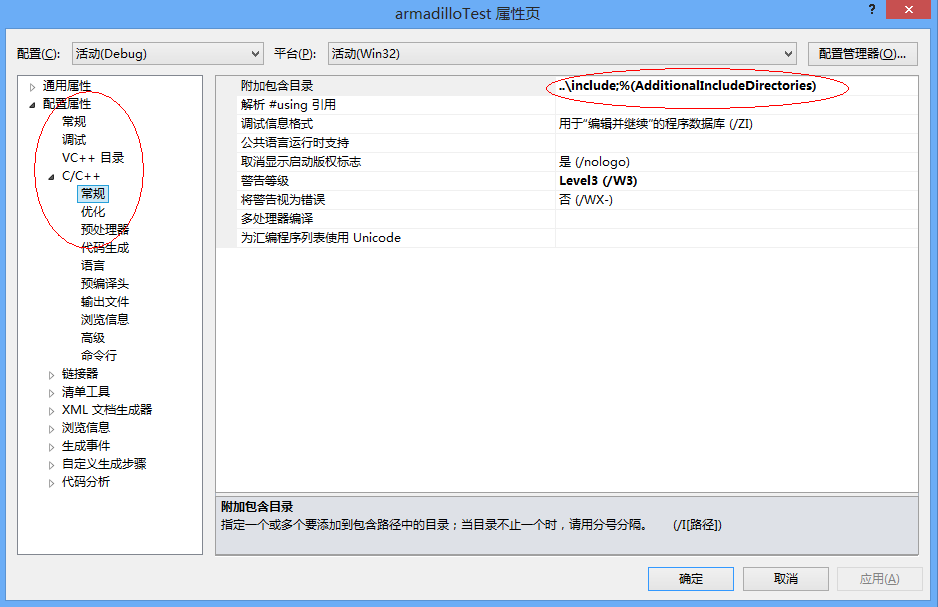 armadilloTest 属性页
?
配置(C): 活动(Debug) 平台(P): 活动(Win32) 配置管理器(O)...
通用属性
配置属性
常规
调试
VC++ 目录
C/C++
常规
优化
预处理器
代码生成
语言
预编译头
输出文件
浏览信息
高级
命令行
链接器
清单工具
XML 文档生成器
浏览信息
生成事件
自定义生成步骤
代码分析
附加包含目录 ..\include;%(AdditionalIncludeDirectories)
解析 #using 引用
调试信息格式 用于“编辑并继续”的程序数据库 (/ZI)
公共语言运行时支持
取消显示启动版权标志 是 (/nologo)
警告等级 Level3 (/W3)
将警告视为错误 否 (/WX-)
多处理器编译
为汇编程序列表使用 Unicode
附加包含目录
指定一个或多个要添加到包含路径中的目录；当目录不止一个时，请用分号分隔。 (/I[路径])
确定 取消 应用(A)